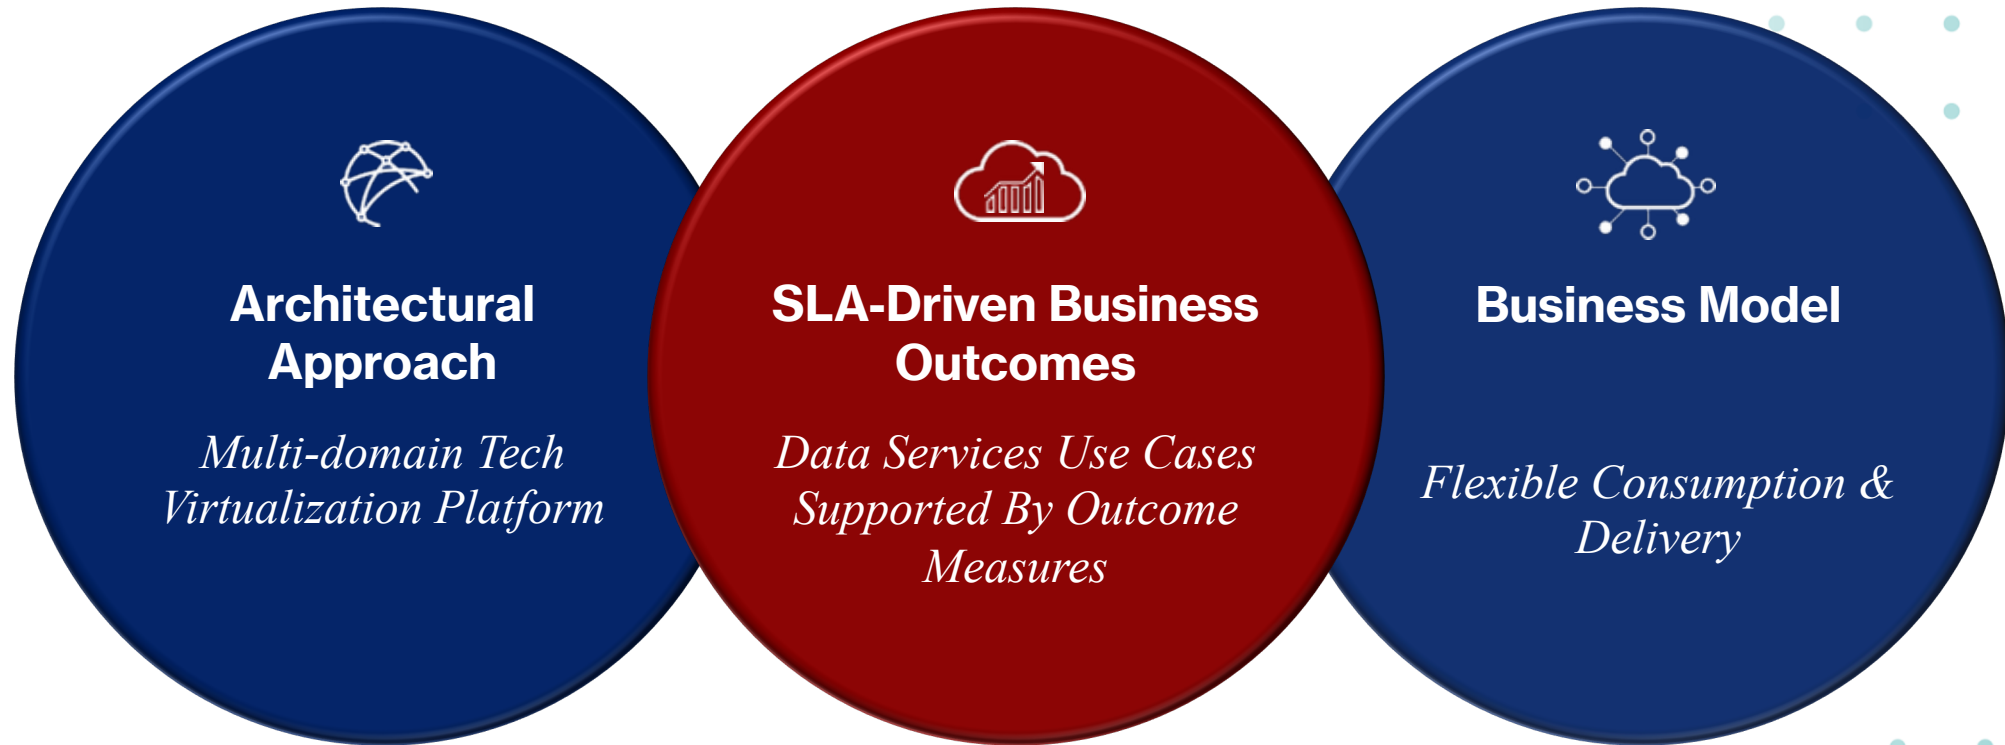 Architectural
Approach
Multi-domain Tech
Virtualization Platform
SLA-Driven Business
Outcomes
Data Services Use Cases
Supported By Outcome
Measures
Business Model
Flexible Consumption &
Delivery